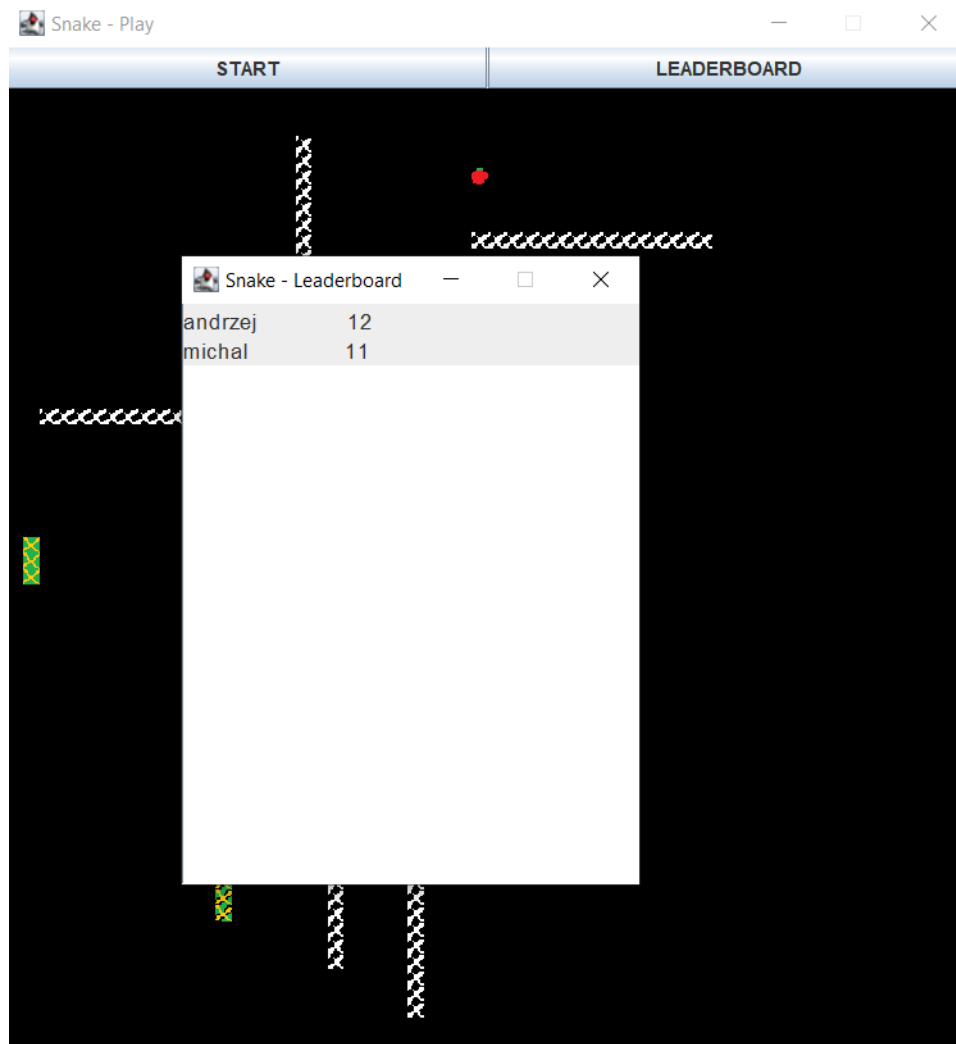 Snake - Play
START LEADERBOARD
Snake - Leaderboard
andrzej 12
michal 11